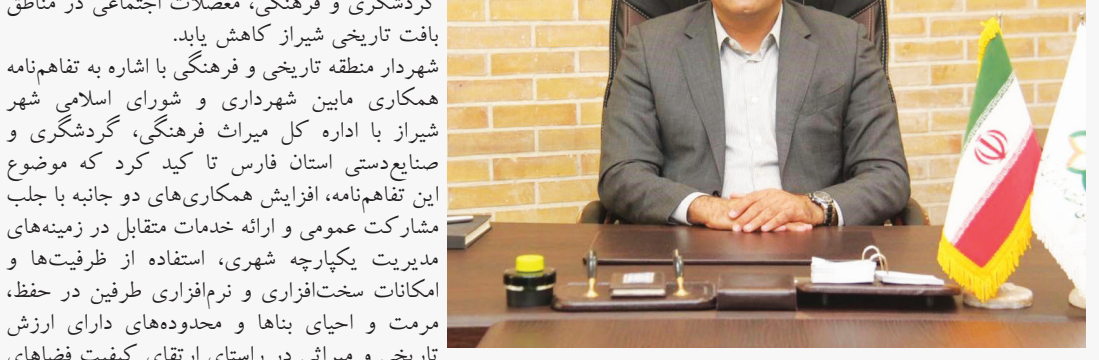 گردشگری و فرهنگی، معضلات اجتماعی در مناطق
بافت تاریخی شیراز کاهش یابد.
شهردار منطقه تاریخی و فرهنگی با اشاره به تفاهم‌نامه
همکاری مابین شهرداری و شورای اسلامی شهر
شیراز با اداره کل میراث فرهنگی، گردشگری و
صنایع‌دستی استان فارس تا کید کرد که موضوع
این تفاهم‌نامه، افزایش همکاری‌های دو جانبه با جلب
مشارکت عمومی و ارائه خدمات متقابل در زمینه‌های
مدیریت یکپارچه شهری، استفاده از ظرفیت‌ها و
امکانات سخت‌افزاری و نرم‌افزاری طرفین در حفظ،
مرمت و احیای بناها و محدوده‌های دارای ارزش
تاریخی و میراثی در راستای ارتقای کیفیت فضاهای